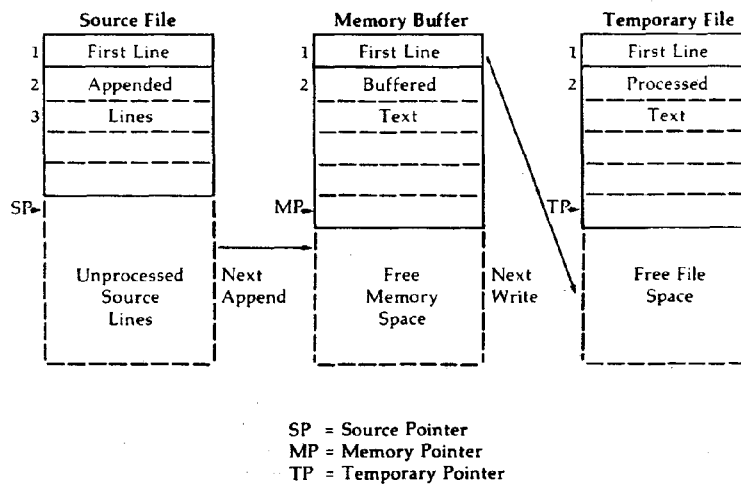 Source File
1 First Line
2 Appended
3 Lines
SP
Unprocessed
Source
Lines
Next
Append
Memory Buffer
1 First Line
2 Buffered
Text
MP
Free
Memory
Space
Next
Write
Temporary File
1 First Line
2 Processed
Text
TP
Free File
Space
SP = Source Pointer
MP = Memory Pointer
TP = Temporary Pointer